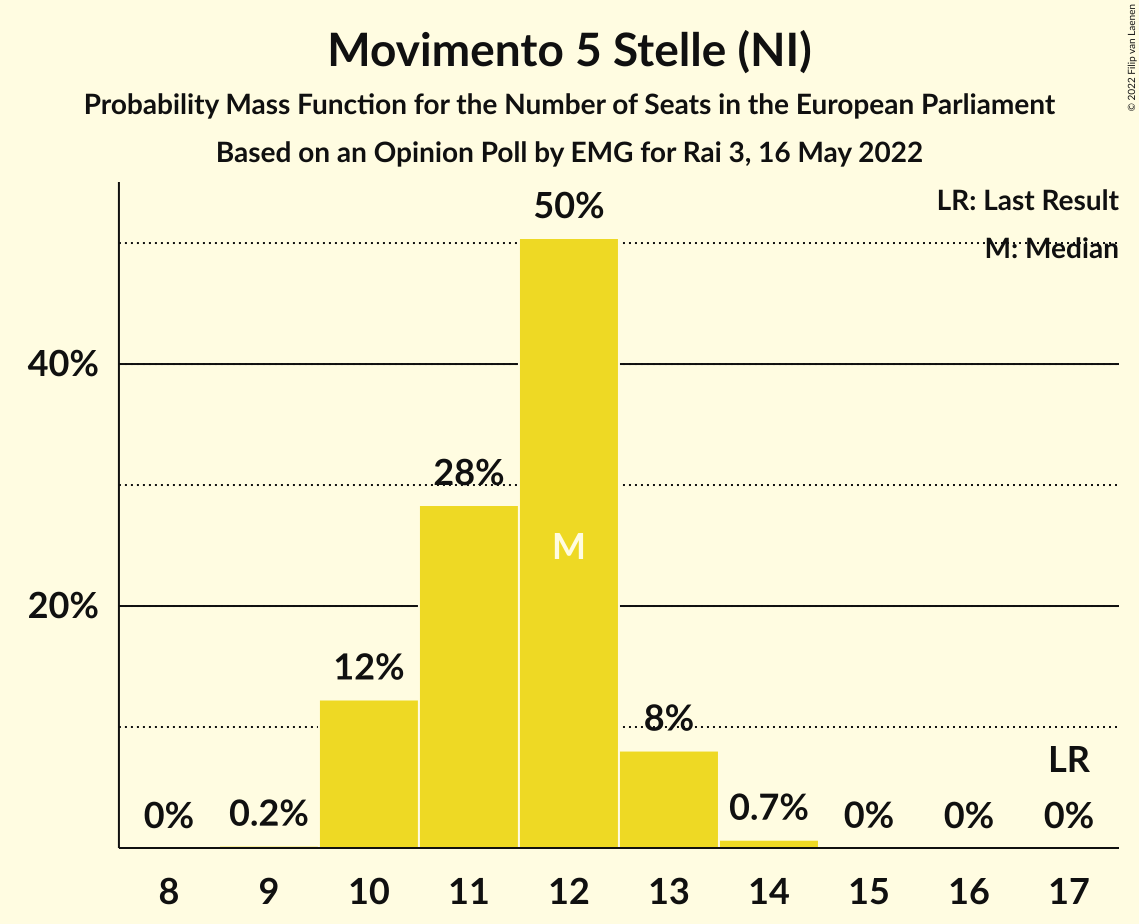 Movimento 5 Stelle (NI)
Probability Mass Function for the Number of Seats in the European Parliament
Based on an Opinion Poll by EMG for Rai 3, 16 May 2022
© 2022 Filip van Laenen
LR: Last Result
M: Median
50%
40%
28%
M
20%
12%
8%
LR
0%
0.2%
0.7%
0%
0%
0%
8 9 10 11 12 13 14 15 16 17